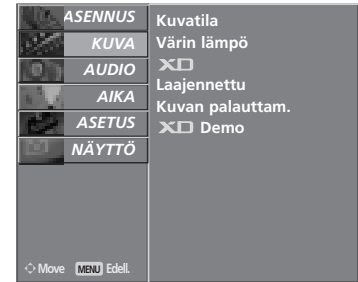 ASENNUS
KUVA
AUDIO
AIKA
ASETUS
NÄYTTÖ
Move MENU Edell.
Kuvatila
Värin lämpö
XD
Laajennettu
Kuvan palauttam.
XD Demo